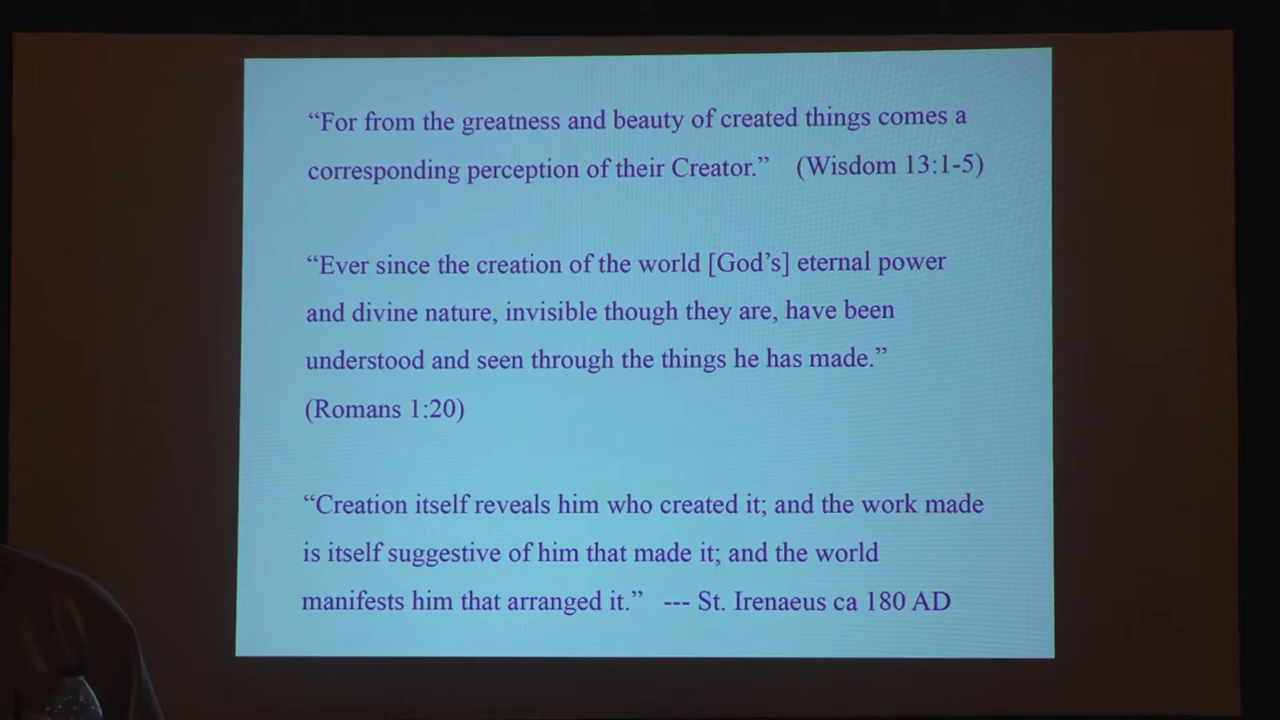 “For from the greatness and beauty of created things comes a
corresponding perception of their Creator.” (Wisdom 13:1-5)
“Ever since the creation of the world [God’s] eternal power
and divine nature, invisible though they are, have been
understood and seen through the things he has made.”
(Romans 1:20)
“Creation itself reveals him who created it; and the work made
is itself suggestive of him that made it; and the world
manifests him that arranged it.” --- St. Irenaeus ca 180 AD